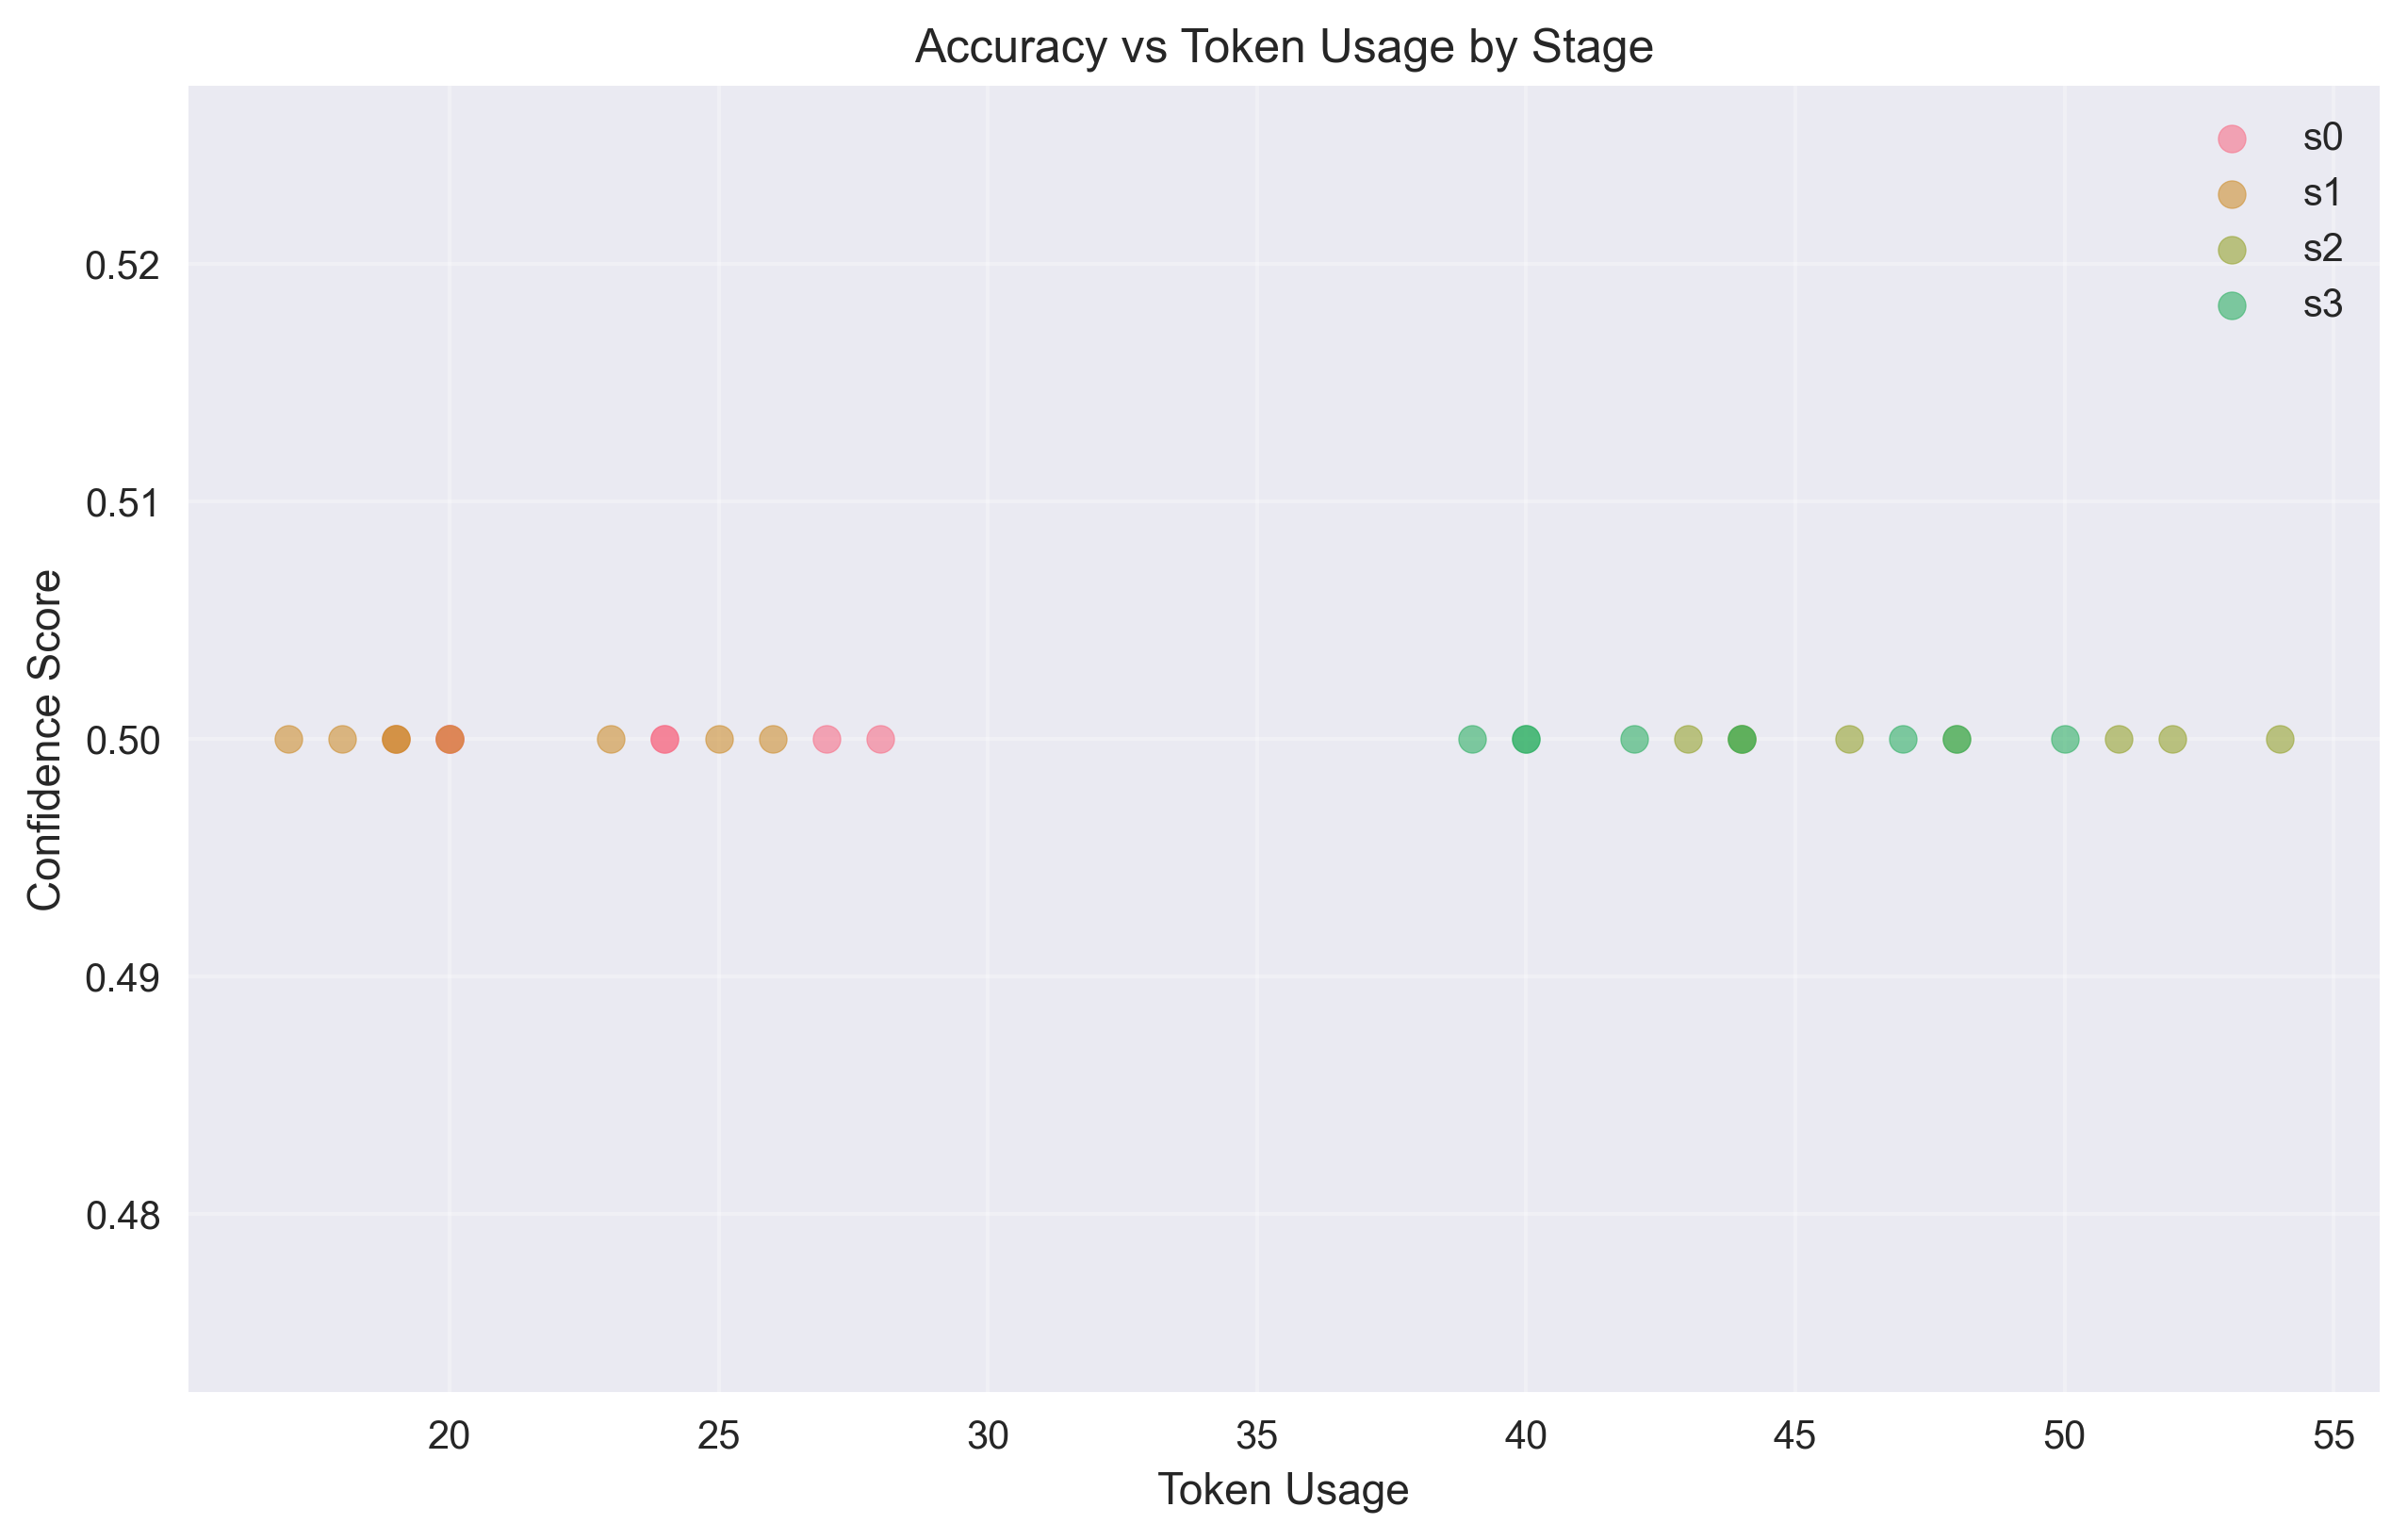 Accuracy vs Token Usage by Stage
s0
s1
s2
s3
0.52
0.51
0.50
0.49
0.48
Confidence Score
20 25 30 35 40 45 50 55
Token Usage